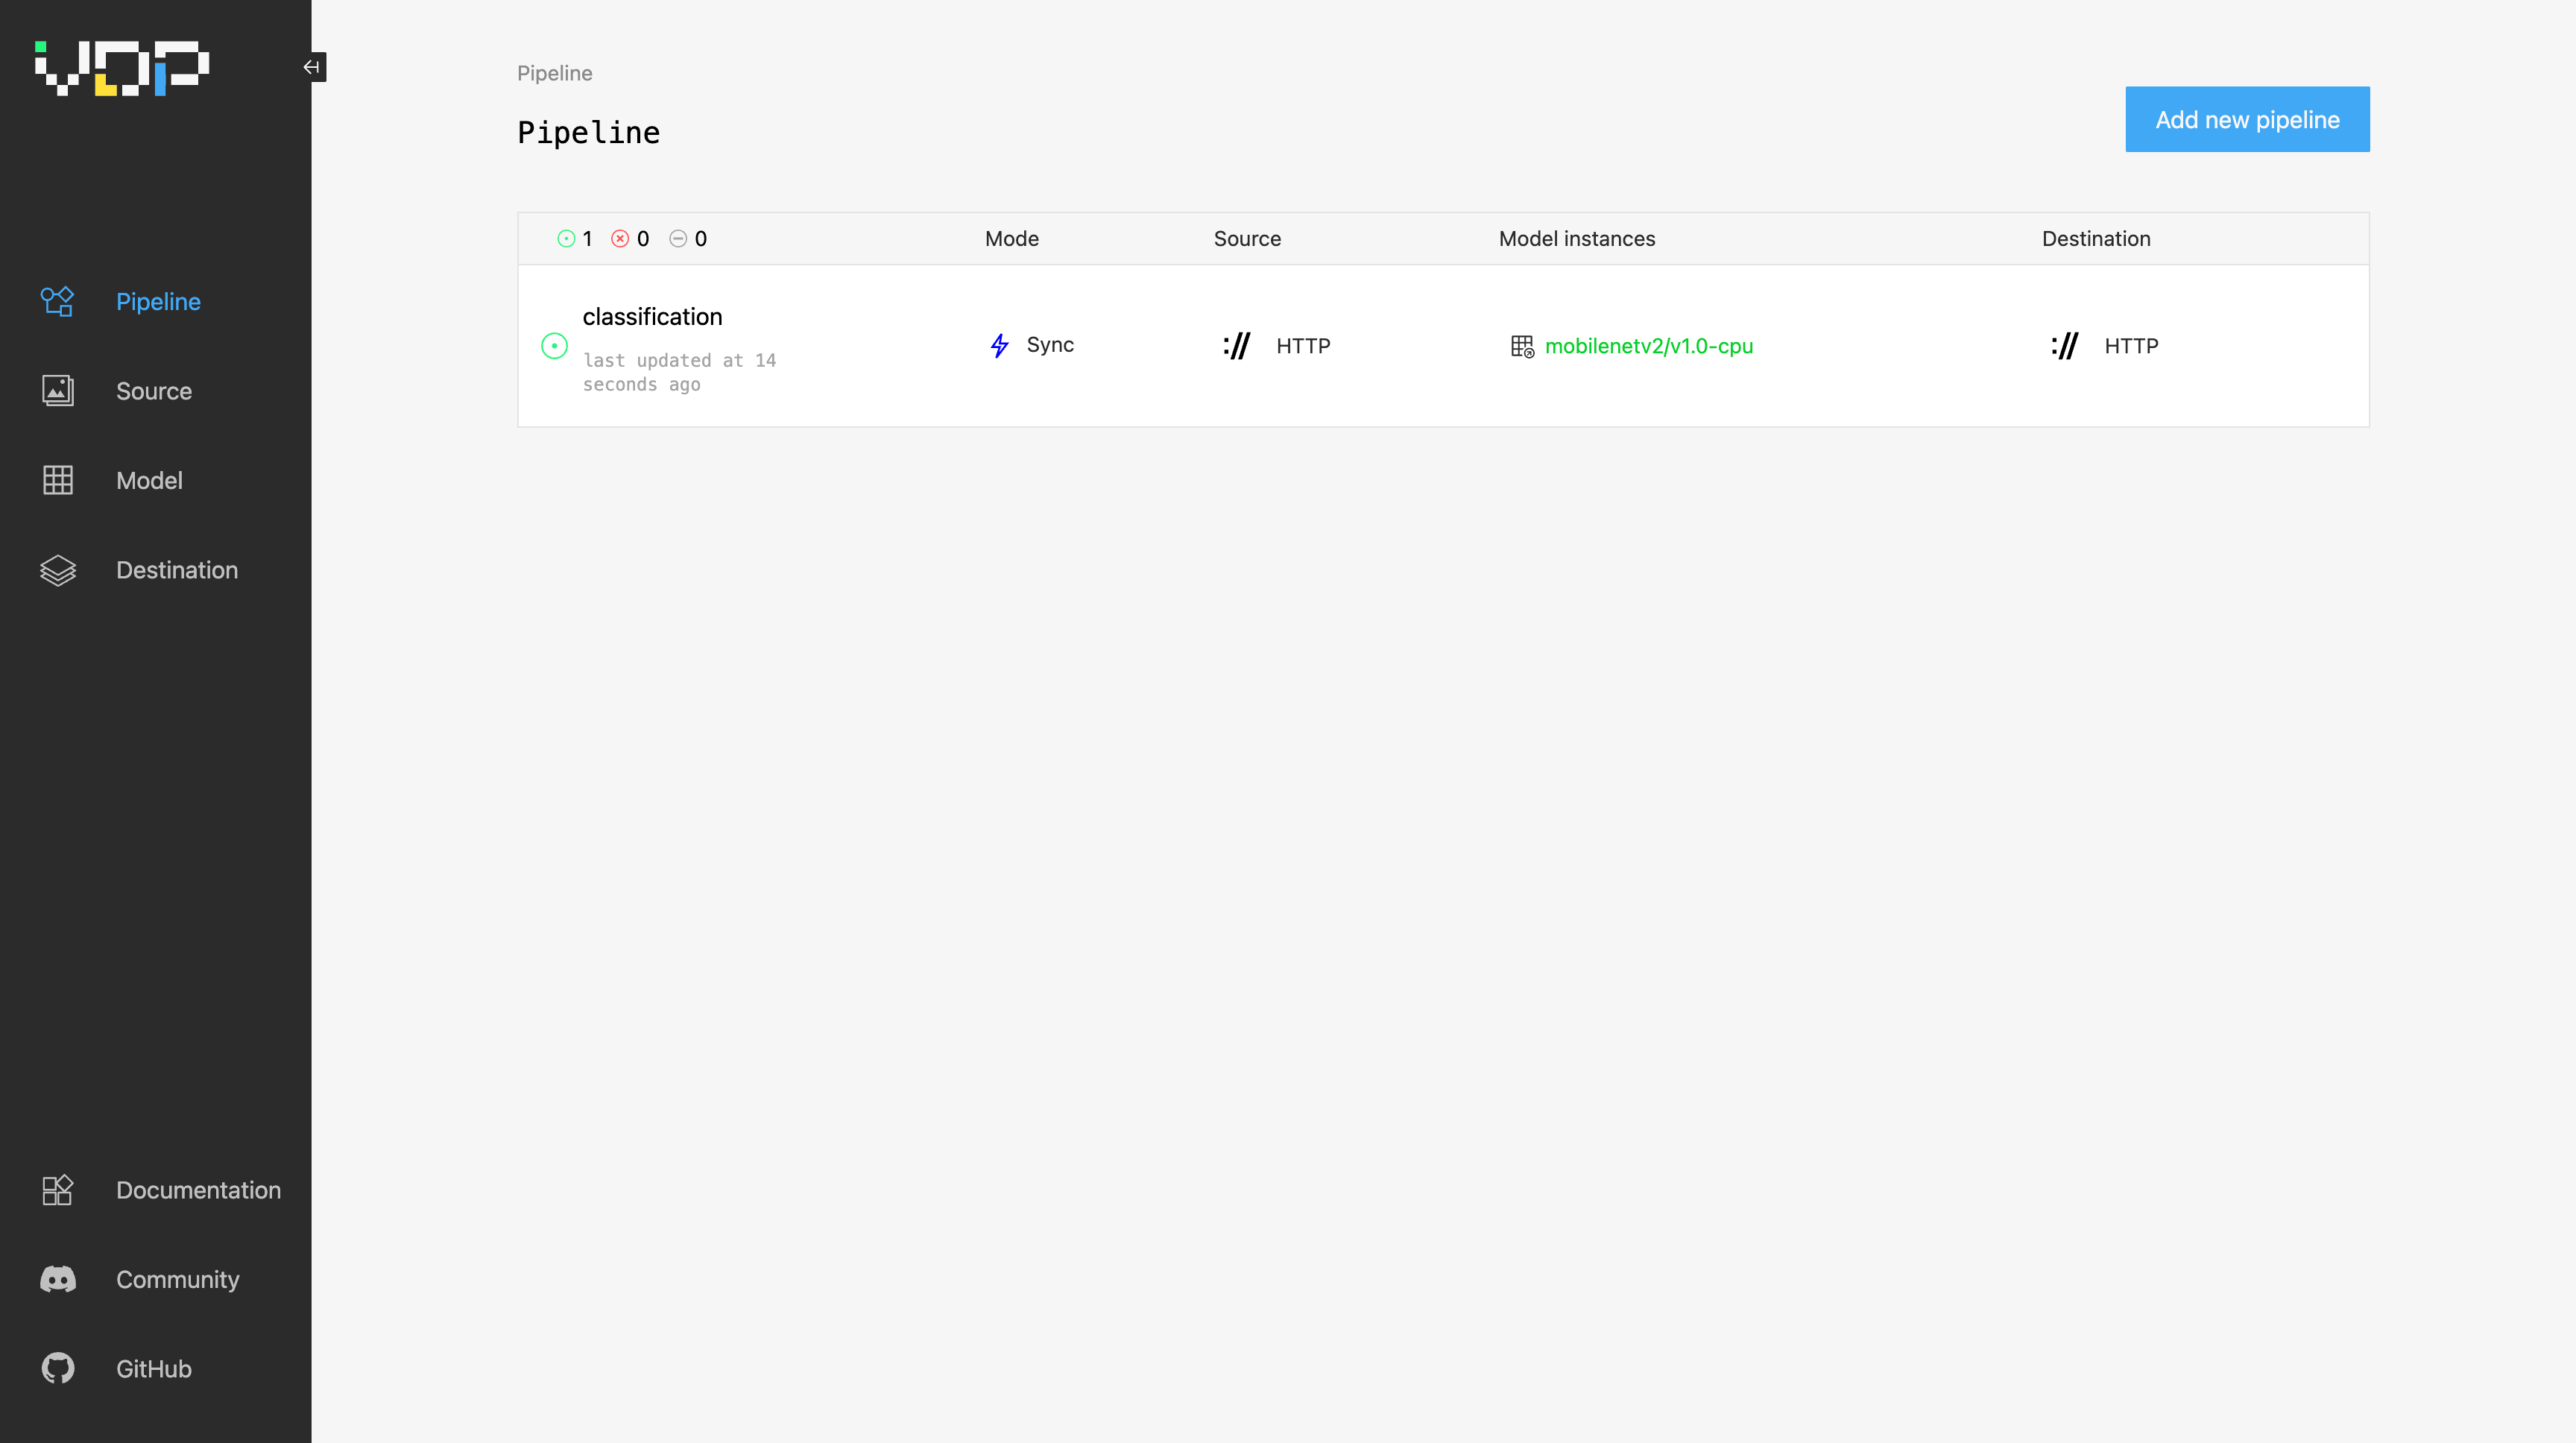 VDP
Pipeline
Source
Model
Destination
Documentation
Community
GitHub
Pipeline
Pipeline
Add new pipeline
1 0 0 Mode Source Model instances Destination
classification
last updated at 14
seconds ago
Sync :// HTTP mobilenetv2/v1.0-cpu :// HTTP